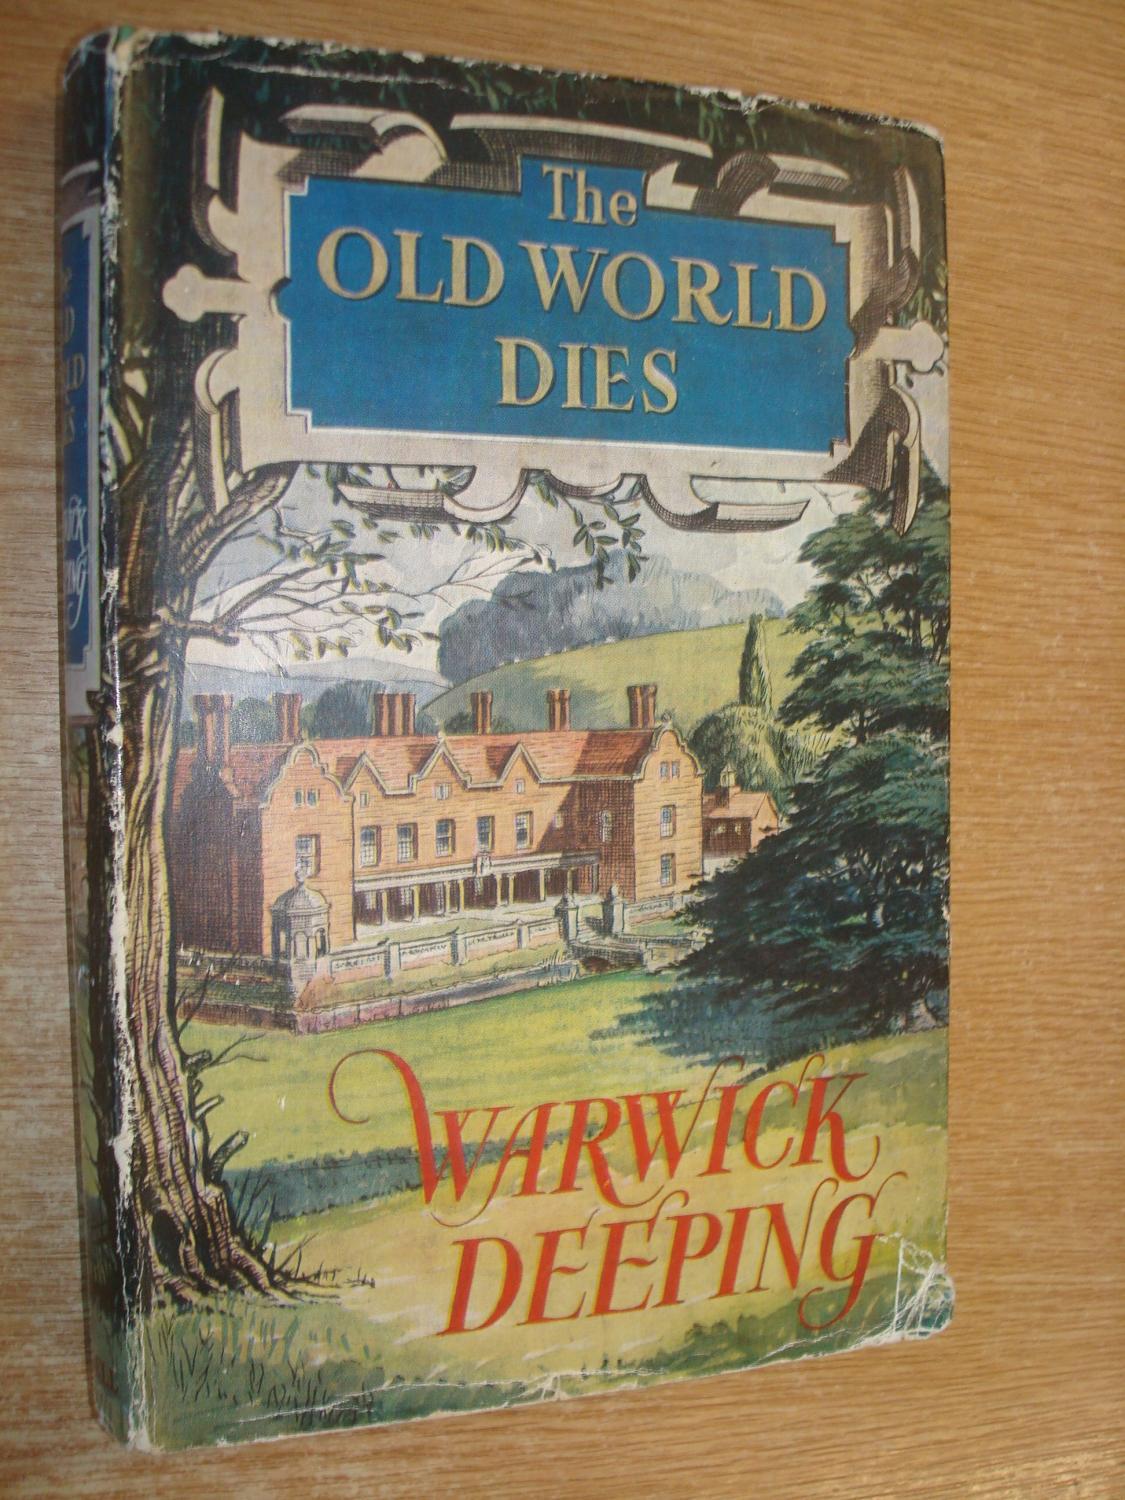 The
OLD WORLD
DIES
WARWICK
DEEPING